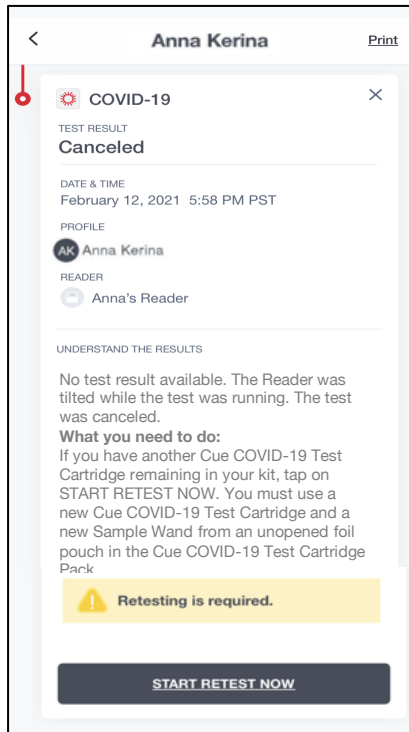 Anna Kerina
Print
COVID-19
TEST RESULT
Canceled
DATE & TIME
February 12, 2021 5:58 PM PST
PROFILE
AK Anna Kerina
READER
Anna's Reader
UNDERSTAND THE RESULTS
No test result available. The Reader was
tilted while the test was running. The test
was canceled.
What you need to do:
If you have another Cue COVID-19 Test
Cartridge remaining in your kit, tap on
START RETEST NOW. You must use a
new Cue COVID-19 Test Cartridge and a
new Sample Wand from an unopened foil
pouch in the Cue COVID-19 Test Cartridge
Pack
Retesting is required.
START RETEST NOW